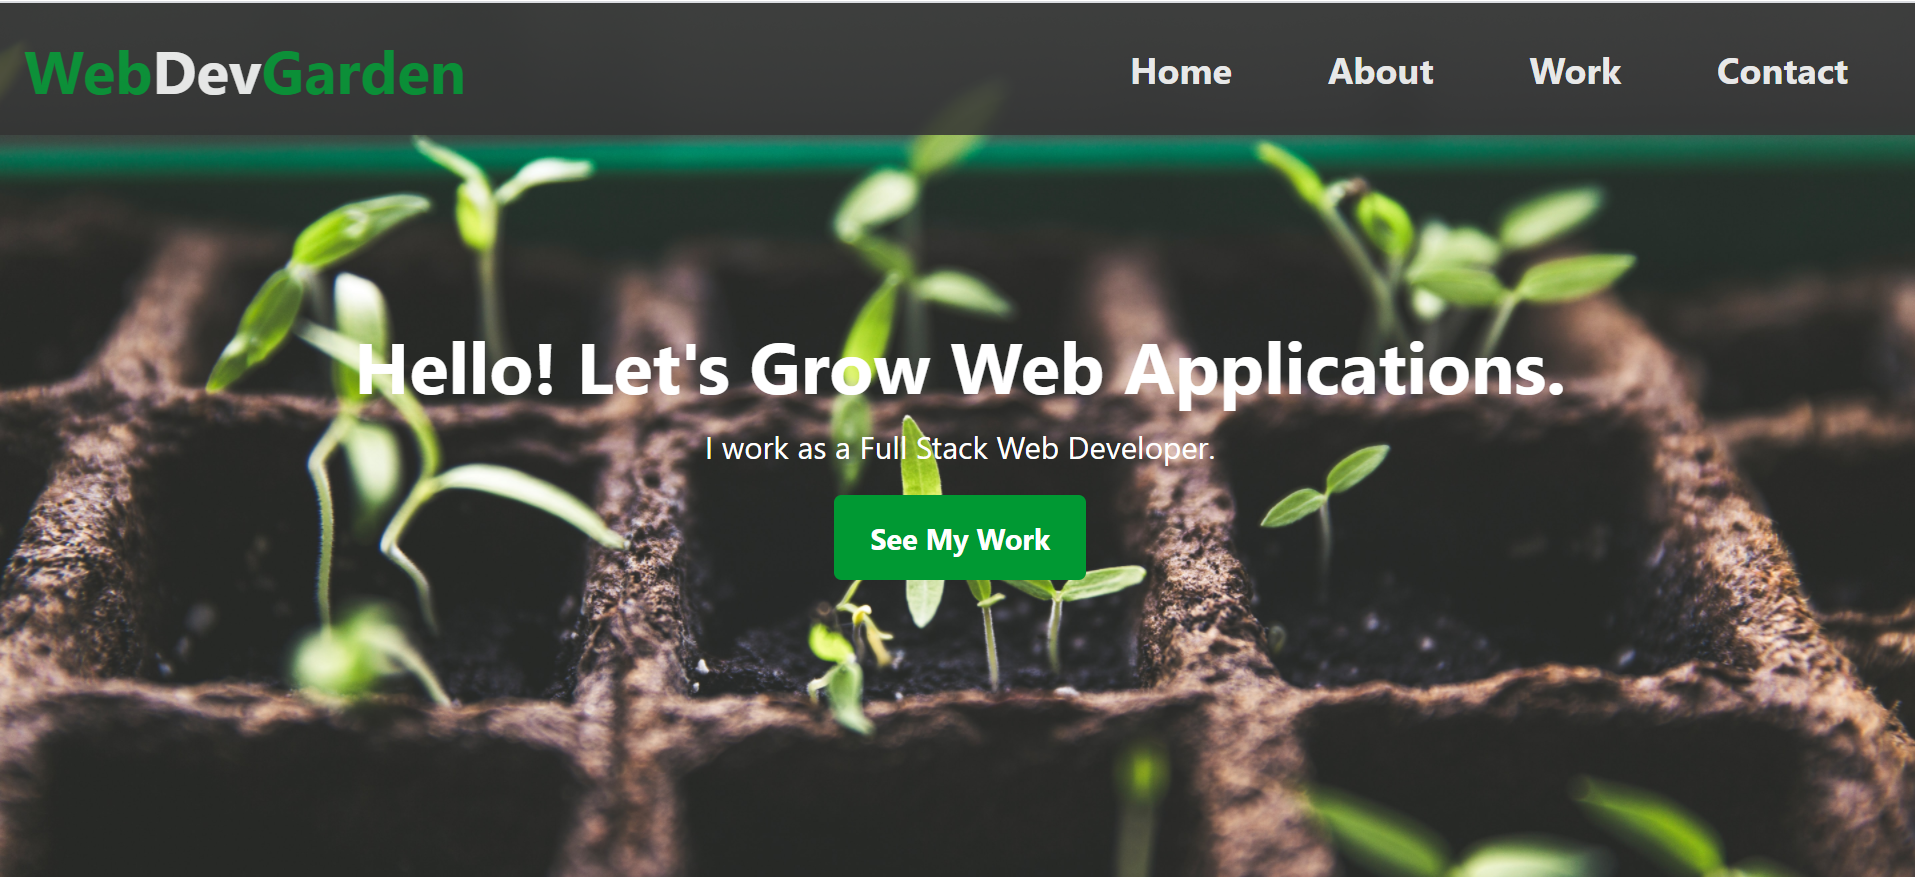 WebDevGarden
Home About Work Contact
Hello! Let's Grow Web Applications.
I work as a Full Stack Web Developer.
See My Work